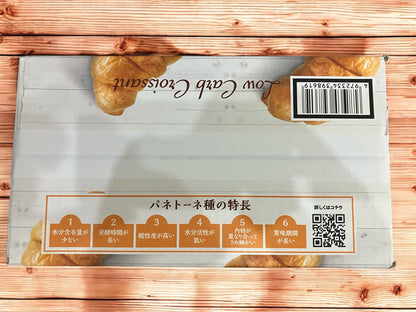 Low Carb Croissant
4972334398619
パネトーネ種の特長
詳しくはコチラ
1
水分含有量が
少ない
2
発酵時間が
長い
3
酸性度が高い
4
水分活性が
低い
5
内相が
重なり合って
きめ細かい
6
賞味期間
が長い